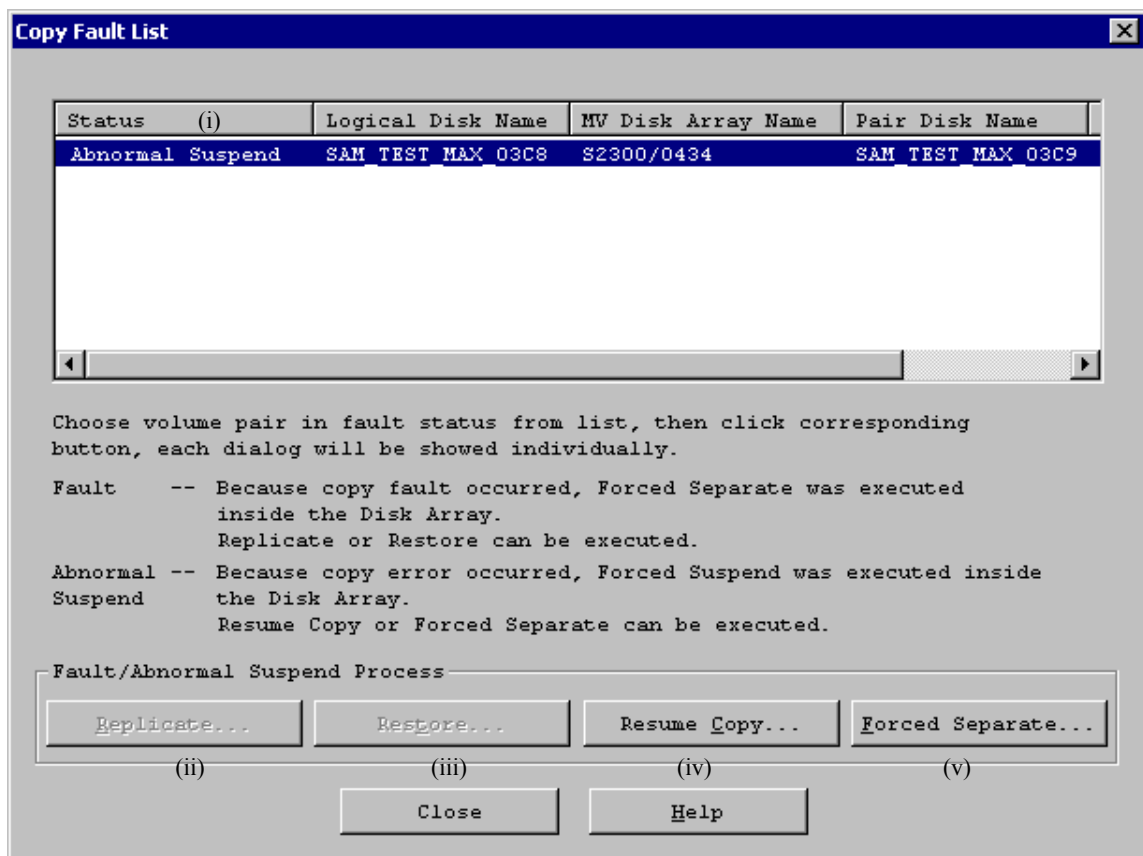 Copy Fault List
Status (i) Logical Disk Name MV Disk Array Name Pair Disk Name
Abnormal Suspend SAM_TEST_MAX_03C8 S2300/0434 SAM_TEST_MAX_03C9
Choose volume pair in fault status from list, then click corresponding
button, each dialog will be showed individually.
Fault -- Because copy fault occurred, Forced Separate was executed
inside the Disk Array.
Replicate or Restore can be executed.
Abnormal -- Because copy error occurred, Forced Suspend was executed inside
Suspend the Disk Array.
Resume Copy or Forced Separate can be executed.
Fault/Abnormal Suspend Process
Replicate... Restore... Resume Copy... Forced Separate...
(ii) (iii) (iv) (v)
Close Help